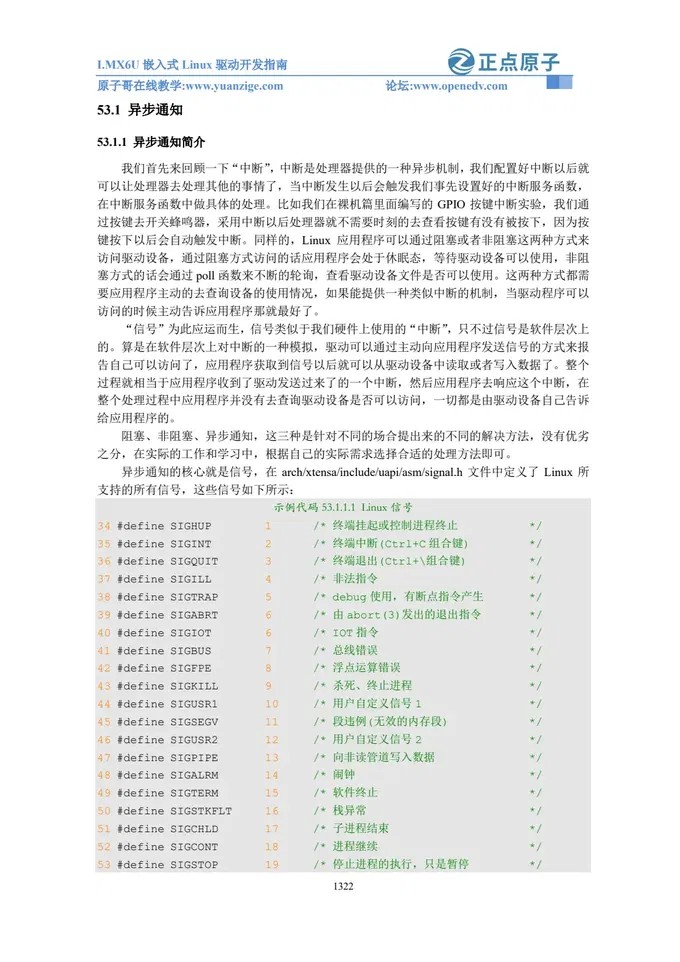 I.MX6U 嵌入式 Linux 驱动开发指南
正点原子
原子哥在线教学:www.yuanzige.com 论坛:www.openedv.com
53.1 异步通知
53.1.1 异步通知简介
我们首先来回顾一下“中断”，中断是处理器提供的一种异步机制，我们配置好中断以后就
可以让处理器去处理其他的事情了，当中断发生以后会触发我们事先设置好的中断服务函数，
在中断服务函数中做具体的处理。比如我们在裸机篇里面编写的 GPIO 按键中断实验，我们通
过按键去开关蜂鸣器，采用中断以后处理器就不需要时刻的去查看按键有没有被按下，因为按
键按下以后会自动触发中断。同样的，Linux 应用程序可以通过阻塞或者非阻塞这两种方式来
访问驱动设备，通过阻塞方式访问的话应用程序会处于休眠态，等待驱动设备可以使用，非阻
塞方式的话会通过 poll 函数来不断的轮询，查看驱动设备文件是否可以使用。这两种方式都需
要应用程序主动的去查询设备的使用情况，如果能提供一种类似中断的机制，当驱动程序可以
访问的时候主动告诉应用程序那就最好了。
“信号”为此应运而生，信号类似于我们硬件上使用的“中断”，只不过信号是软件层次上
的。算是在软件层次上对中断的一种模拟，驱动可以通过主动向应用程序发送信号的方式来报
告自己可以访问了，应用程序获取到信号以后就可以从驱动设备中读取或者写入数据了。整个
过程就相当于应用程序收到了驱动发送过来了的一个中断，然后应用程序去响应这个中断，在
整个处理过程中应用程序并没有去查询驱动设备是否可以访问，一切都是由驱动设备自己告诉
给应用程序的。
阻塞、非阻塞、异步通知，这三种是针对不同的场合提出来的不同的解决方法，没有优劣
之分，在实际的工作和学习中，根据自己的实际需求选择合适的处理方法即可。
异步通知的核心就是信号，在 arch/xtensa/include/uapi/asm/signal.h 文件中定义了 Linux 所
支持的所有信号，这些信号如下所示：
示例代码 53.1.1.1 Linux 信号
34 #define SIGHUP 1 /* 终端挂起或控制进程终止 */
35 #define SIGINT 2 /* 终端中断(Ctrl+C 组合键) */
36 #define SIGQUIT 3 /* 终端退出(Ctrl+\组合键) */
37 #define SIGILL 4 /* 非法指令 */
38 #define SIGTRAP 5 /* debug 使用，有断点指令产生 */
39 #define SIGABRT 6 /* 由 abort(3)发出的退出指令 */
40 #define SIGIOT 6 /* IOT 指令 */
41 #define SIGBUS 7 /* 总线错误 */
42 #define SIGFPE 8 /* 浮点运算错误 */
43 #define SIGKILL 9 /* 杀死、终止进程 */
44 #define SIGUSR1 10 /* 用户自定义信号 1 */
45 #define SIGSEGV 11 /* 段违例(无效的内存段) */
46 #define SIGUSR2 12 /* 用户自定义信号 2 */
47 #define SIGPIPE 13 /* 向非读管道写入数据 */
48 #define SIGALRM 14 /* 闹钟 */
49 #define SIGTERM 15 /* 软件终止 */
50 #define SIGSTKFLT 16 /* 栈异常 */
51 #define SIGCHLD 17 /* 子进程结束 */
52 #define SIGCONT 18 /* 进程继续 */
53 #define SIGSTOP 19 /* 停止进程的执行，只是暂停 */
1322